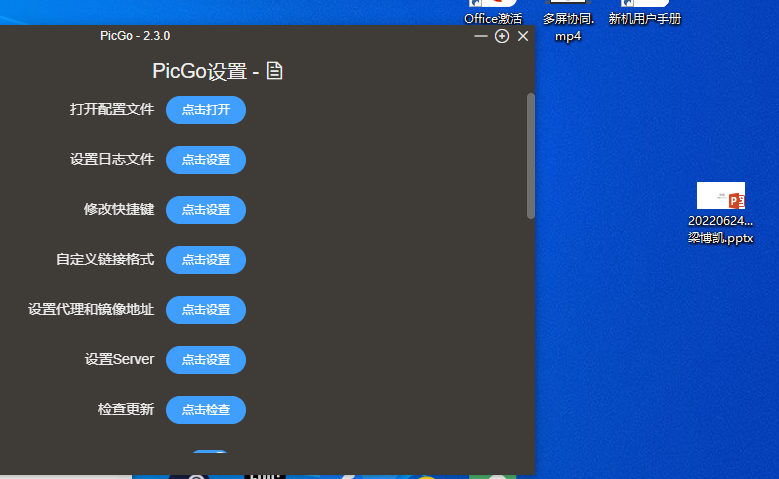 Office激活
多屏协同.
mp4
新机用户手册
PicGo - 2.3.0
PicGo设置 -
打开配置文件 点击打开
设置日志文件 点击设置
修改快捷键 点击设置
自定义链接格式 点击设置
设置代理和镜像地址 点击设置
设置Server 点击设置
检查更新 点击检查
20220624...
梁博凯.pptx